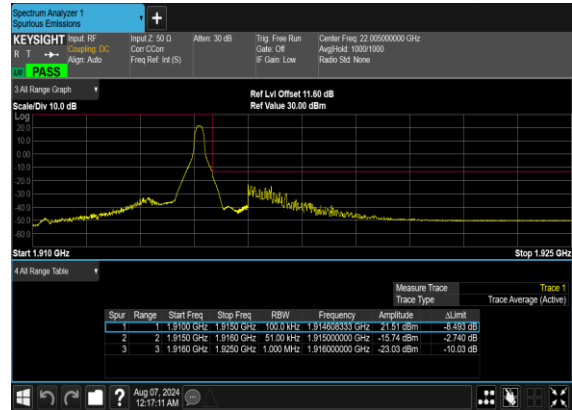 Spectrum Analyzer 1
Spurious Emissions
KEYSIGHT Input: RF Input Z: 50 Ω Atten: 30 dB Trig: Free Run Center Freq: 22.005000000 GHz
R T Coupling: DC Corr CCorr Gate: Off Avg|Hold: 1000/1000
Align: Auto Freq Ref: Int (S) IF Gain: Low Radio Std: None
PASS
3 All Range Graph
Ref Lvl Offset 11.60 dB
Scale/Div 10.0 dB Ref Value 30.00 dBm
Log
20.0
10.0
0.00
-10.0
-20.0
-30.0
-40.0
-50.0
-60.0
Start 1.910 GHz Stop 1.925 GHz
4 All Range Table
Measure Trace Trace 1
Trace Type Trace Average (Active)
Spur Range Start Freq Stop Freq RBW Frequency Amplitude ΔLimit
1 1 1.9100 GHz 1.9150 GHz 100.0 kHz 1.914608333 GHz 21.51 dBm -8.493 dB
2 2 1.9150 GHz 1.9160 GHz 51.00 kHz 1.915000000 GHz -15.74 dBm -2.740 dB
3 3 1.9160 GHz 1.9250 GHz 1.000 MHz 1.916000000 GHz -23.03 dBm -10.03 dB
Aug 07, 2024
12:17:11 AM